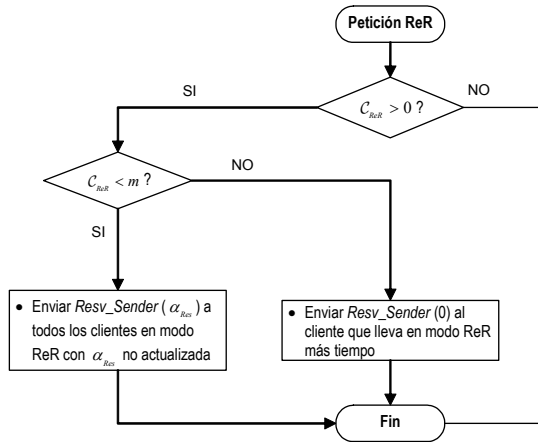 Petición ReR
SI
NO
C_ReR > 0 ?
C_ReR < m ?
NO
SI
• Enviar Resv_Sender ( α_Res ) a
todos los clientes en modo
ReR con α_Res no actualizada
• Enviar Resv_Sender (0) al
cliente que lleva en modo ReR
más tiempo
Fin